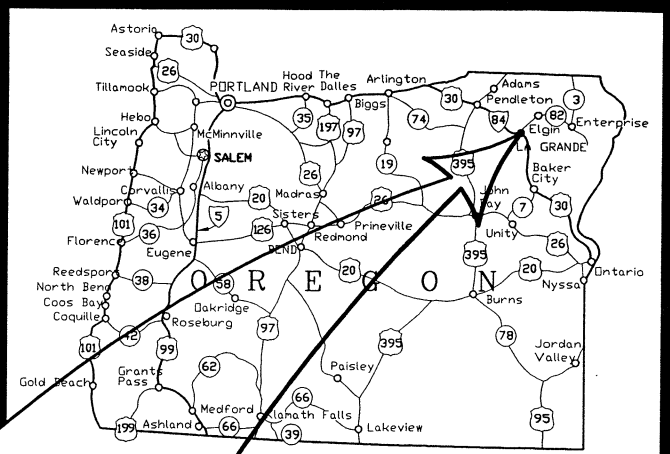 Astoria
30
Seaside
26
Tillamook
PORTLAND
Hood The
River Dalles
Arlington
Adams
Pendleton
30
3
84
82
Elgin
Enterprise
Biggs
74
35
197
97
Hebo
Lincoln
City
McMinnville
LA GRANDE
SALEM
19
395
Baker
City
Newport
Corvallis
Albany
26
Madras
20
26
John
Day
7
30
Waldport
34
5
Sisters
Prineville
101
36
126
Redmond
Unity
26
Florence
Eugene
BEND
395
20
Ontario
Reedsport
38
OREGON
58
20
Nyssa
North Bend
Oakridge
Burns
Coos Bay
Coquille
42
Roseburg
97
78
101
99
395
Jordan
Valley
62
Paisley
Gold Beach
Grants
Pass
66
95
Medford
Klamath Falls
199
Ashland
66
39
Lakeview